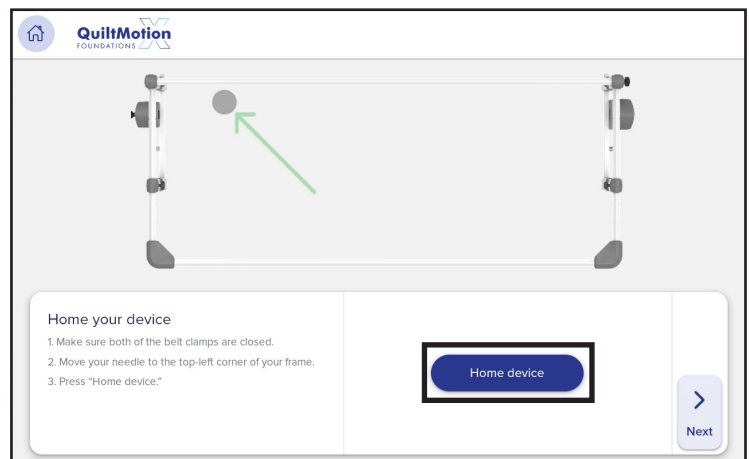 QuiltMotion
FOUNDATIONS
Home your device
1. Make sure both of the belt clamps are closed.
2. Move your needle to the top-left corner of your frame.
3. Press “Home device.”
Home device
Next